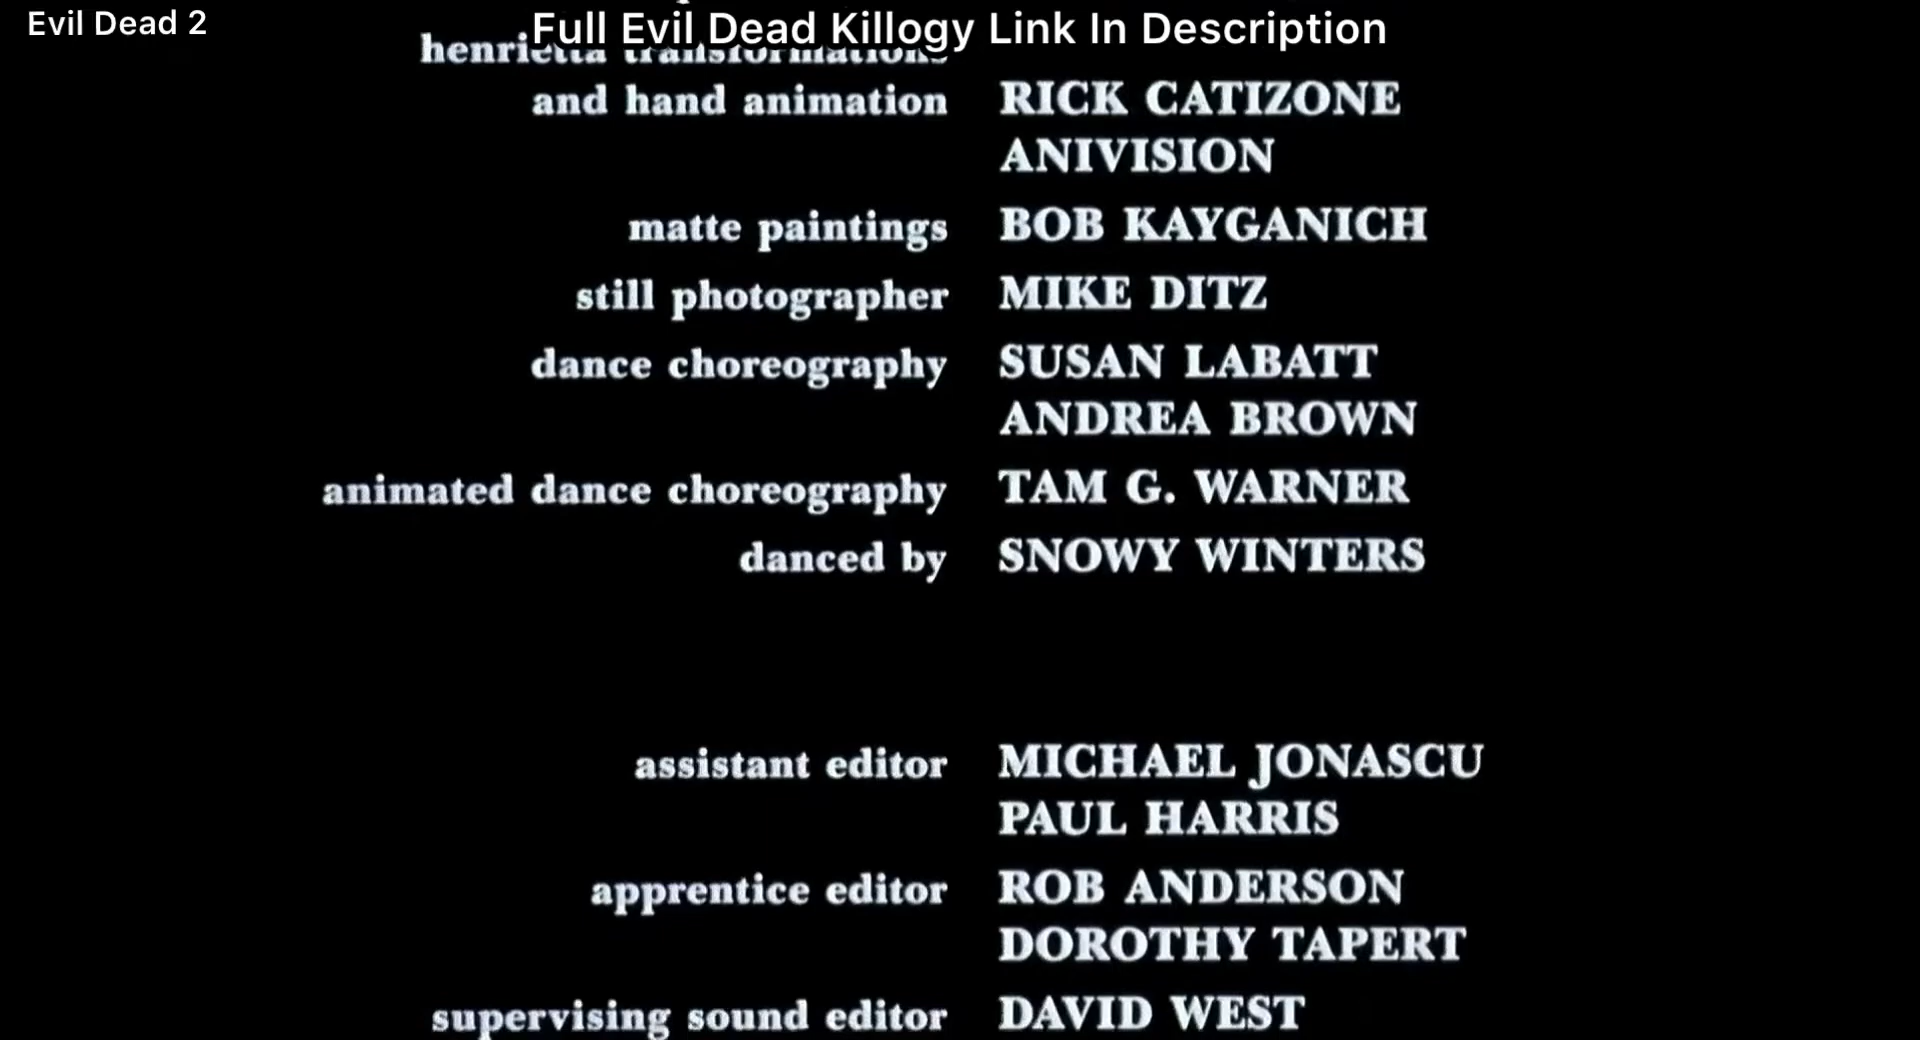 Evil Dead 2
Full Evil Dead Killogy Link In Description
henrietta transformations
and hand animation RICK CATIZONE
ANIVISION
matte paintings BOB KAYGANICH
still photographer MIKE DITZ
dance choreography SUSAN LABATT
ANDREA BROWN
animated dance choreography TAM G. WARNER
danced by SNOWY WINTERS
assistant editor MICHAEL JONASCU
PAUL HARRIS
apprentice editor ROB ANDERSON
DOROTHY TAPERT
supervising sound editor DAVID WEST